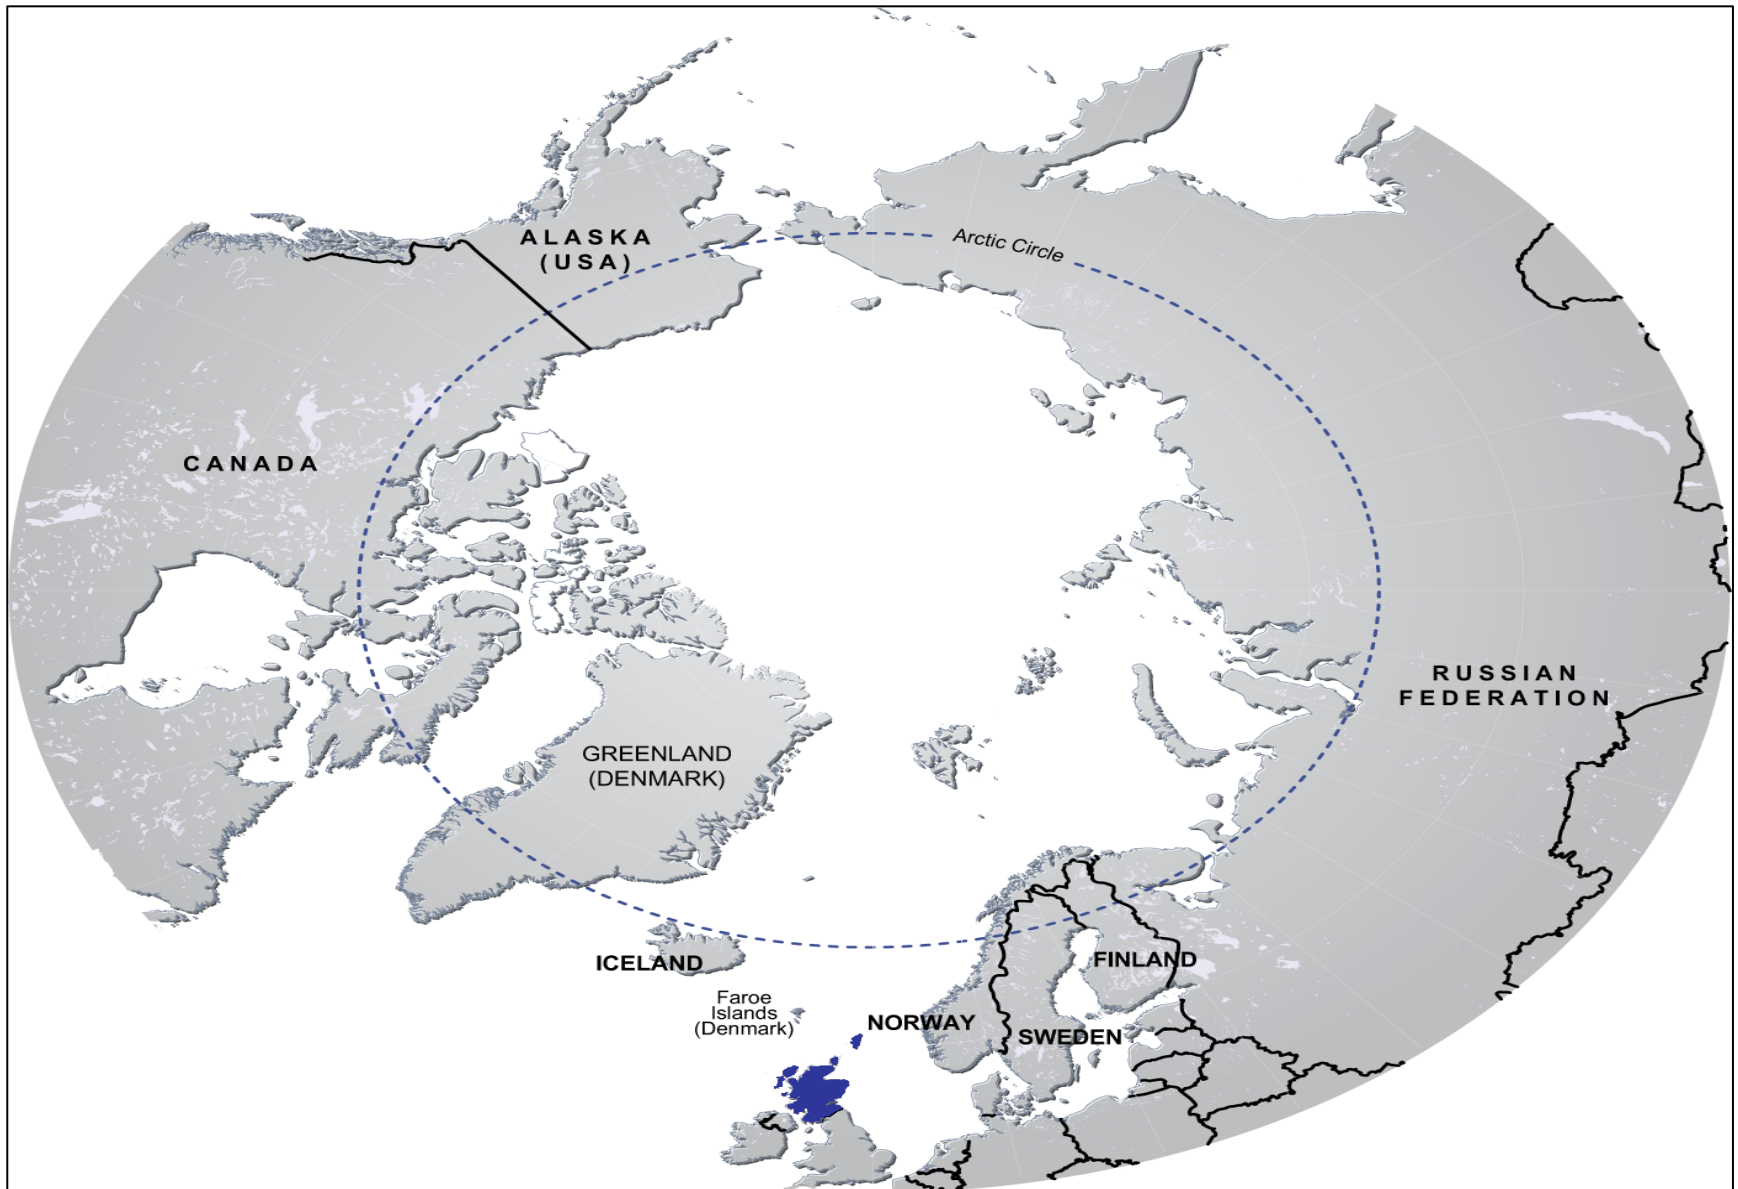 ALASKA
(USA)
Arctic Circle
CANADA
RUSSIAN
FEDERATION
GREENLAND
(DENMARK)
ICELAND
FINLAND
Faroe
Islands
(Denmark)
NORWAY
SWEDEN